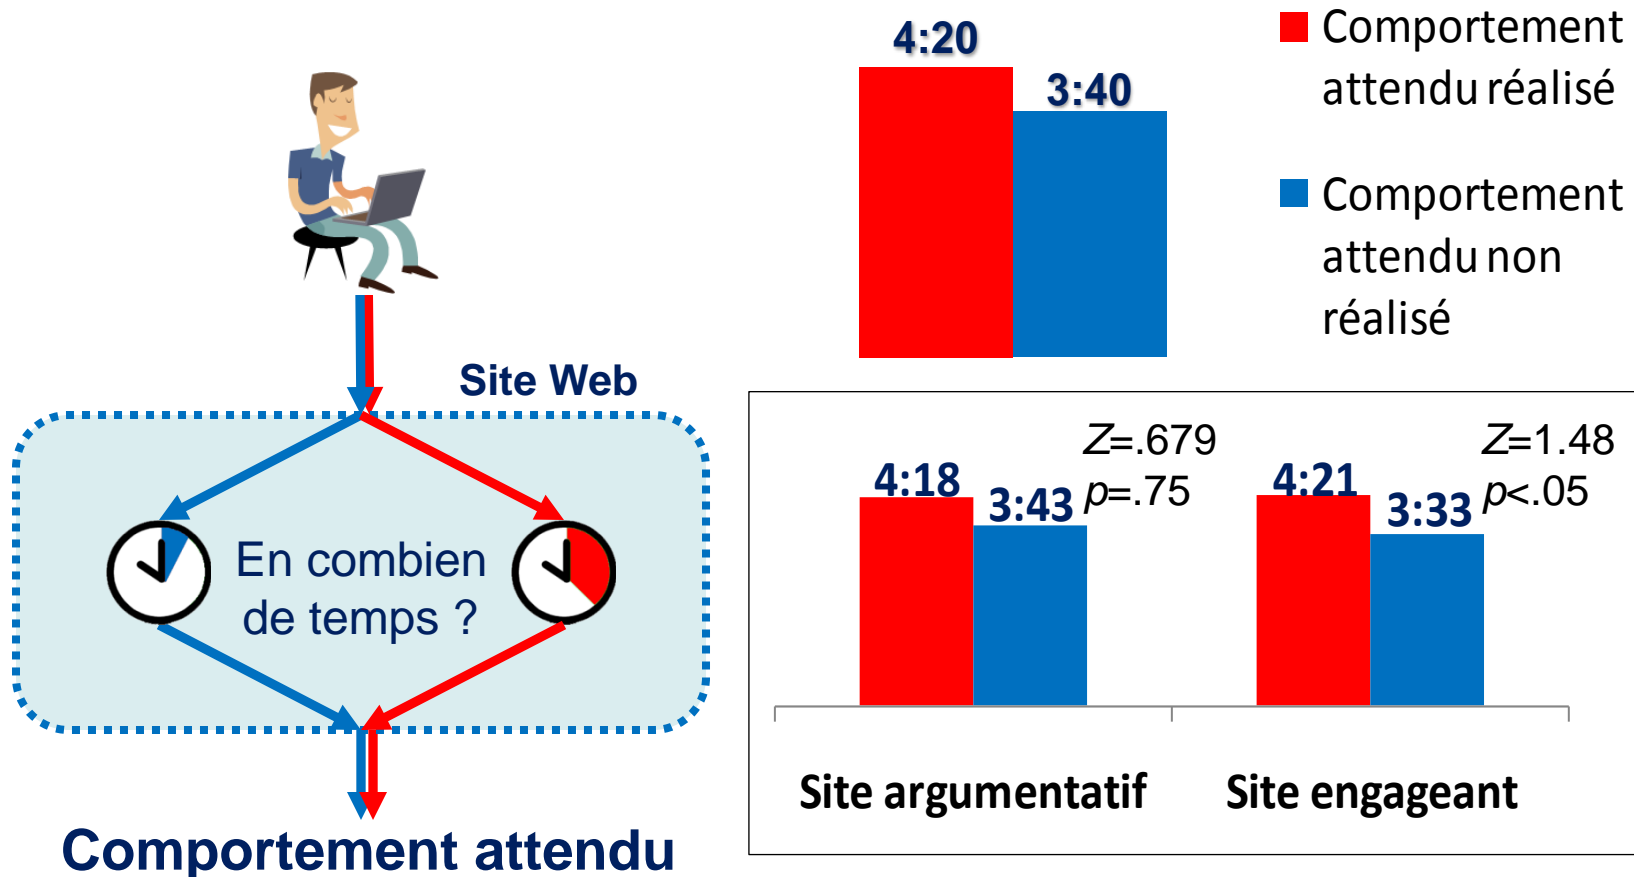 4:20
3:40
Comportement
attendu réalisé
Comportement
attendu non
réalisé
Site Web
En combien
de temps ?
Comportement attendu
Z=.679
p=.75
4:18
3:43
Z=1.48
p<.05
4:21
3:33
Site argumentatif
Site engageant